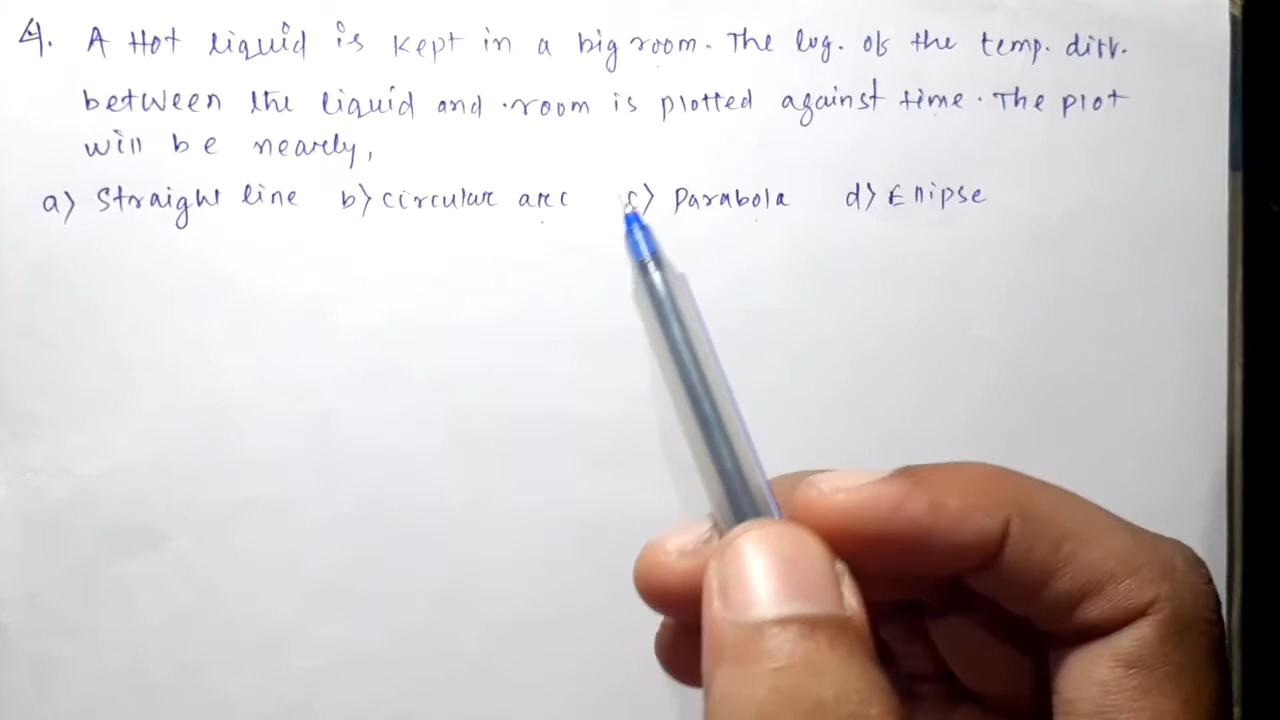 4. A Hot liquid is kept in a big room. The log. of the temp. diff.
between the liquid and room is plotted against time. The plot
will be nearly,
a) Straight line b) circular arc c) Parabola d) Ellipse